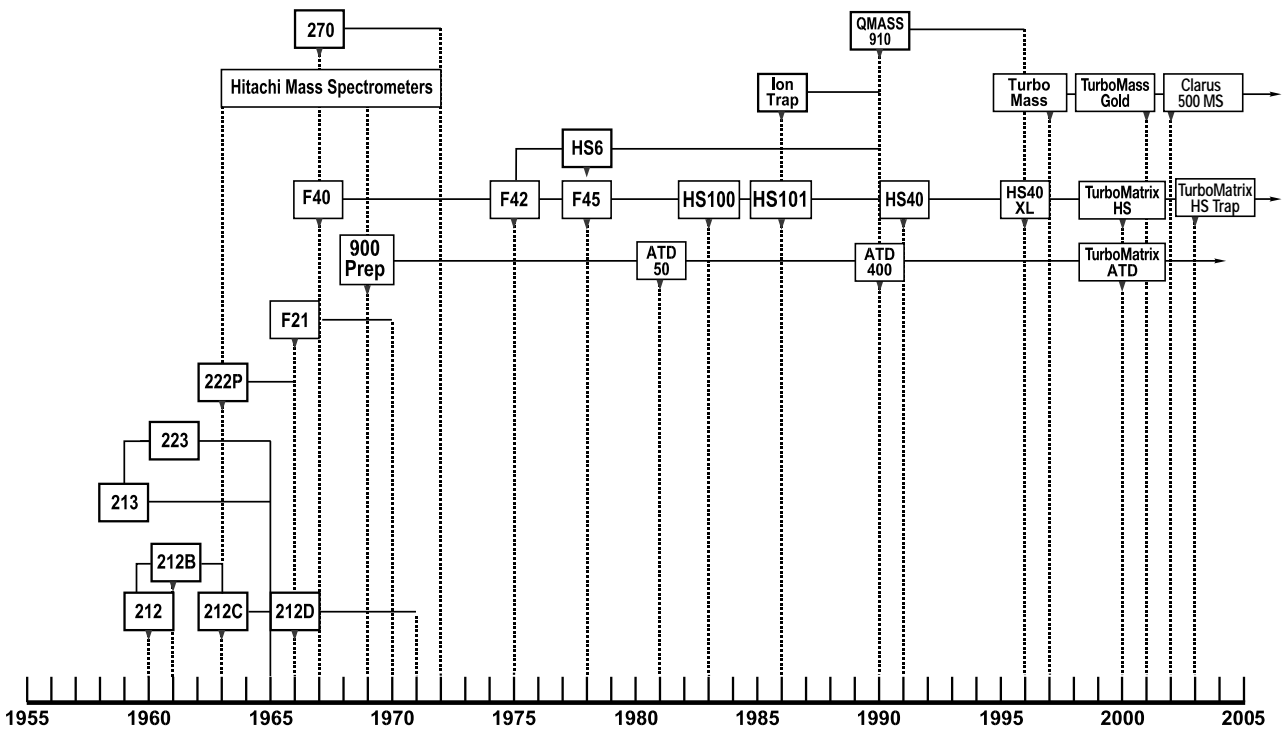 270
QMASS
910
Hitachi Mass Spectrometers
Ion
Trap
Turbo
Mass
TurboMass
Gold
Clarus
500 MS
HS6
F40
F42
F45
HS100
HS101
HS40
HS40
XL
TurboMatrix
HS
TurboMatrix
HS Trap
900
Prep
ATD
50
ATD
400
TurboMatrix
ATD
F21
222P
223
213
212B
212
212C
212D
1955 1960 1965 1970 1975 1980 1985 1990 1995 2000 2005